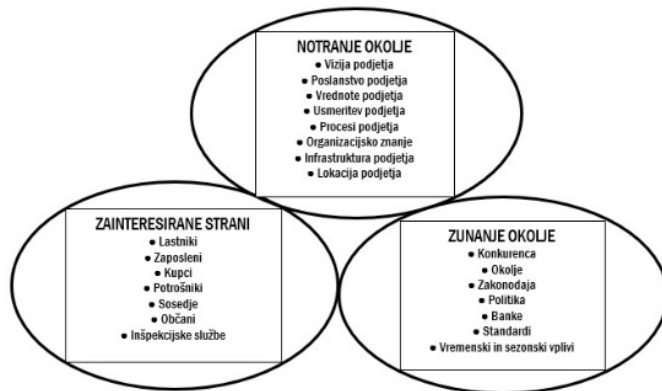 NOTRANJE OKOLJE
● Vizija podjetja
● Poslanstvo podjetja
● Vrednote podjetja
● Usmeritev podjetja
● Procesi podjetja
● Organizacijsko znanje
● Infrastruktura podjetja
● Lokacija podjetja
ZAINTERESIRANE STRANI
● Lastniki
● Zaposleni
● Kupci
● Potrošniki
● Sosedje
● Občani
● Inšpekcijske službe
ZUNANJE OKOLJE
● Konkurenca
● Okolje
● Zakonodaja
● Politika
● Banke
● Standardi
● Vremenski in sezonski vplivi